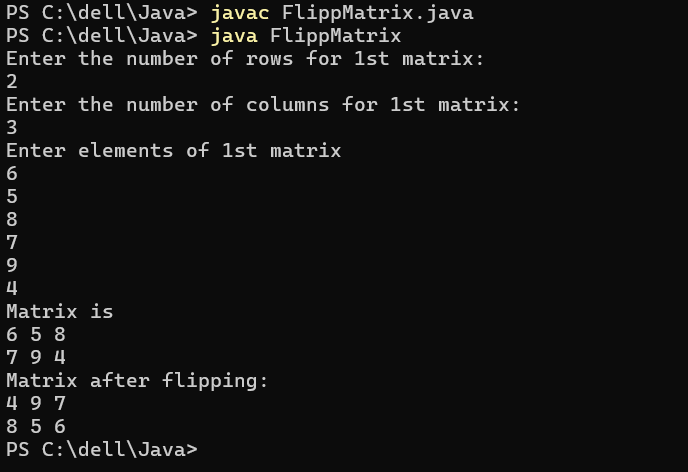 PS C:\dell\Java> javac FlippMatrix.java
PS C:\dell\Java> java FlippMatrix
Enter the number of rows for 1st matrix:
2
Enter the number of columns for 1st matrix:
3
Enter elements of 1st matrix
6
5
8
7
9
4
Matrix is
6 5 8
7 9 4
Matrix after flipping:
4 9 7
8 5 6
PS C:\dell\Java>